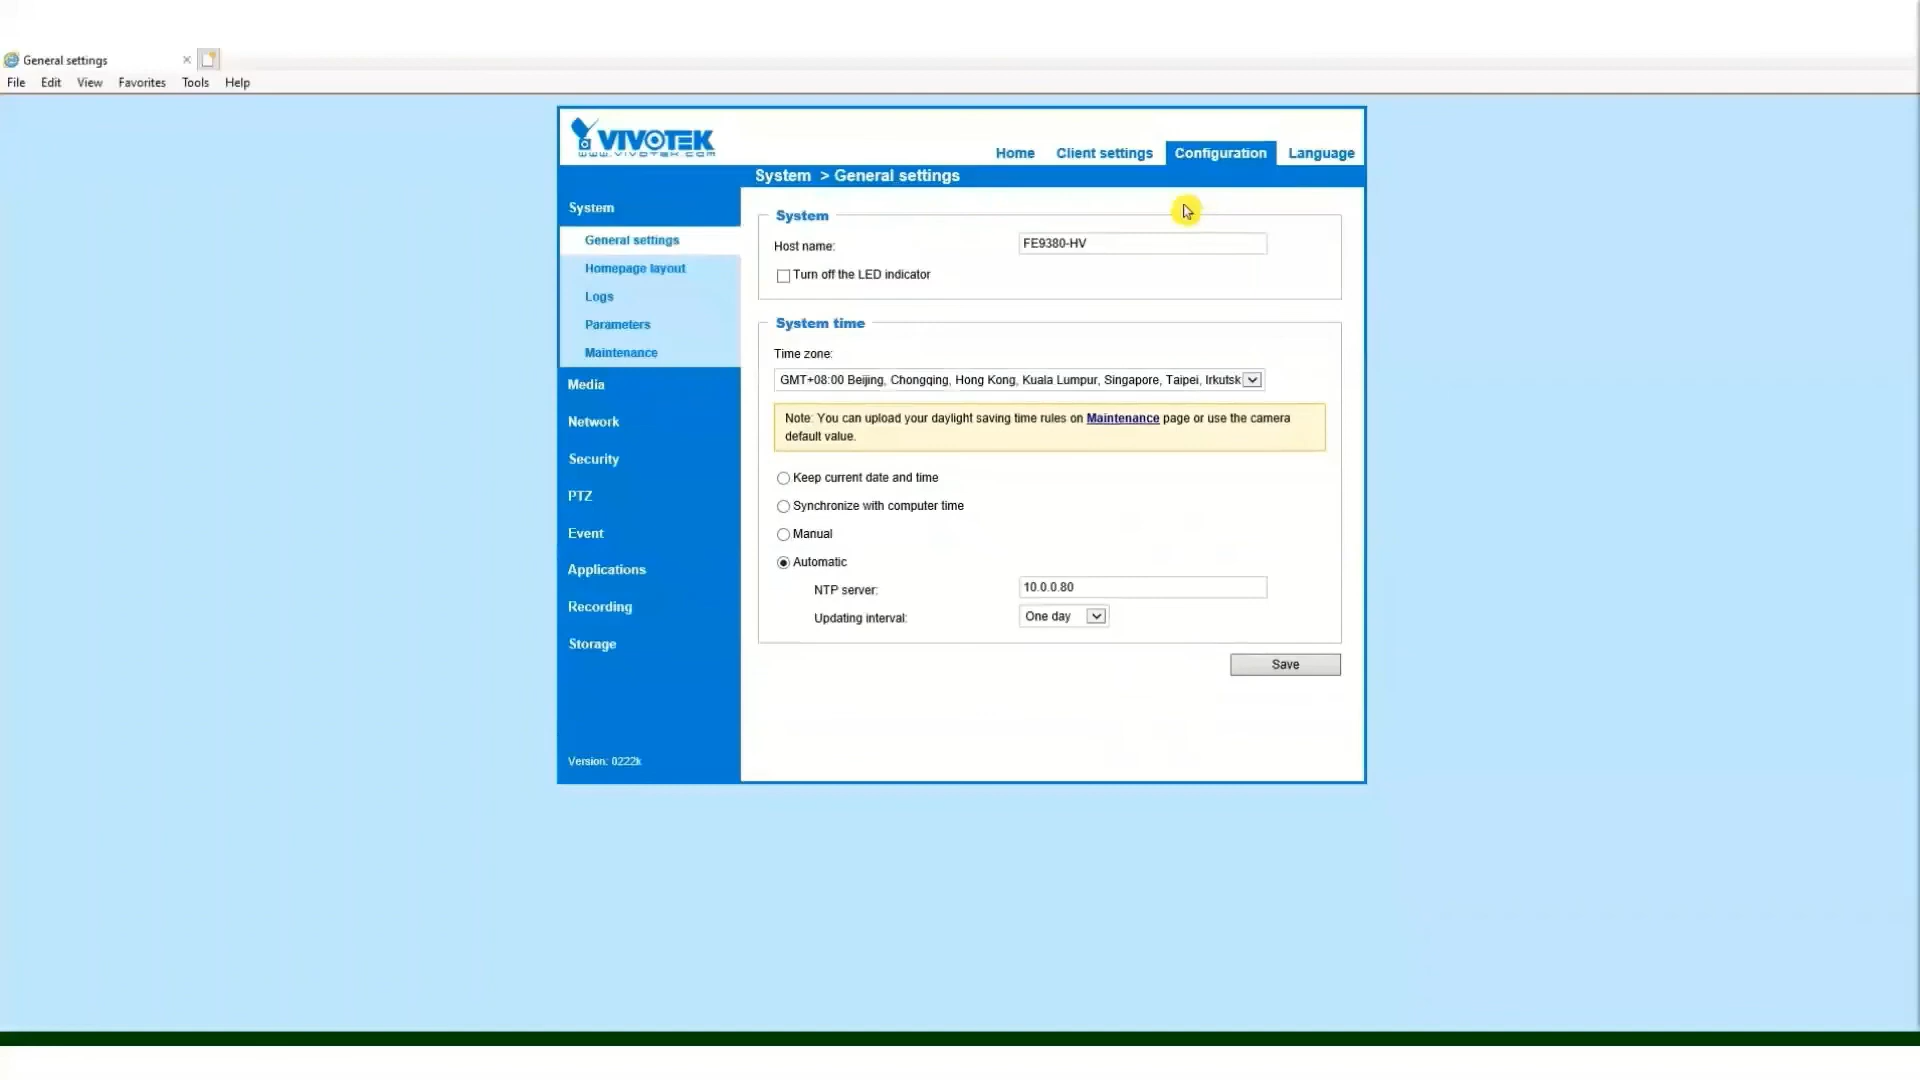 General settings
File Edit View Favorites Tools Help
VIVOTEK
www.vivotek.com
Home Client settings Configuration Language
System > General settings
System
General settings
Homepage layout
Logs
Parameters
Maintenance
Media
Network
Security
PTZ
Event
Applications
Recording
Storage
Version: 0222k
System
Host name: FE9380-HV
Turn off the LED indicator
System time
Time zone:
GMT+08:00 Beijing, Chongqing, Hong Kong, Kuala Lumpur, Singapore, Taipei, Irkutsk
Note: You can upload your daylight saving time rules on Maintenance page or use the camera
default value.
Keep current date and time
Synchronize with computer time
Manual
Automatic
NTP server: 10.0.0.80
Updating interval: One day
Save